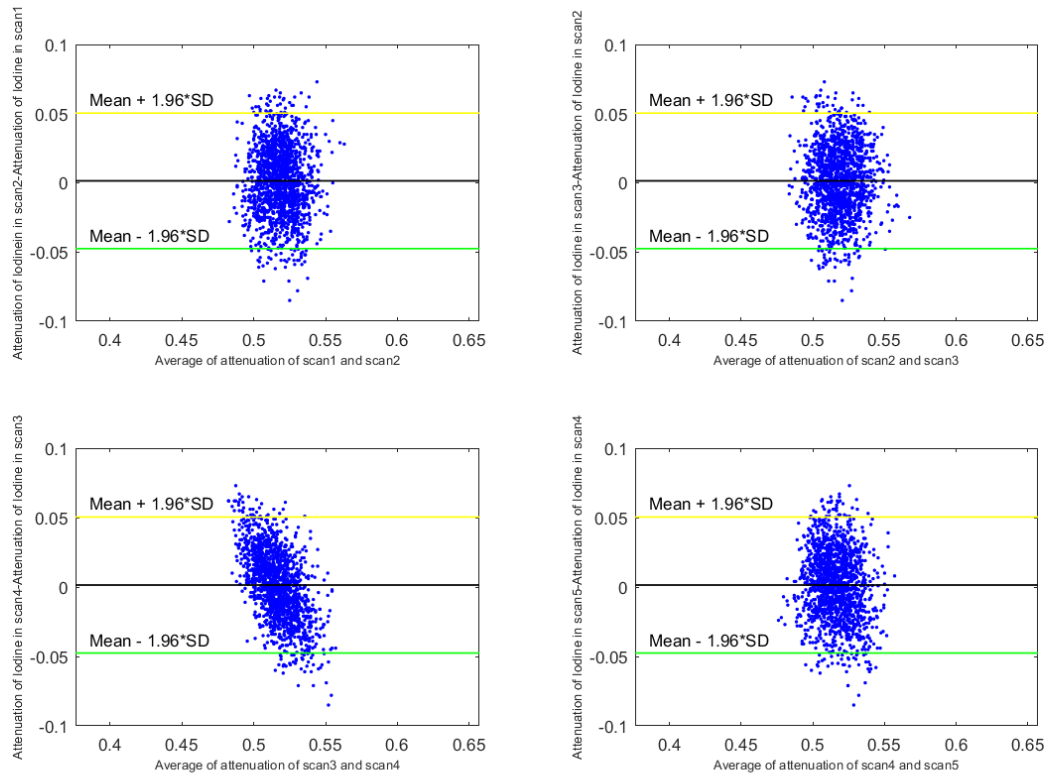 Attenuation of Iodinein in scan2-Attenuation of Iodine in scan1
0.1
0.05
0
-0.05
-0.1
Mean + 1.96*SD
Mean - 1.96*SD
0.4 0.45 0.5 0.55 0.6 0.65
Average of attenuation of scan1 and scan2
Attenuation of Iodine in scan3-Attenuation of Iodine in scan2
0.1
0.05
0
-0.05
-0.1
Mean + 1.96*SD
Mean - 1.96*SD
0.4 0.45 0.5 0.55 0.6 0.65
Average of attenuation of scan2 and scan3
Attenuation of Iodine in scan4-Attenuation of Iodine in scan3
0.1
0.05
0
-0.05
-0.1
Mean + 1.96*SD
Mean - 1.96*SD
0.4 0.45 0.5 0.55 0.6 0.65
Average of attenuation of scan3 and scan4
Attenuation of Iodine in scan5-Attenuation of Iodine in scan4
0.1
0.05
0
-0.05
-0.1
Mean + 1.96*SD
Mean - 1.96*SD
0.4 0.45 0.5 0.55 0.6 0.65
Average of attenuation of scan4 and scan5